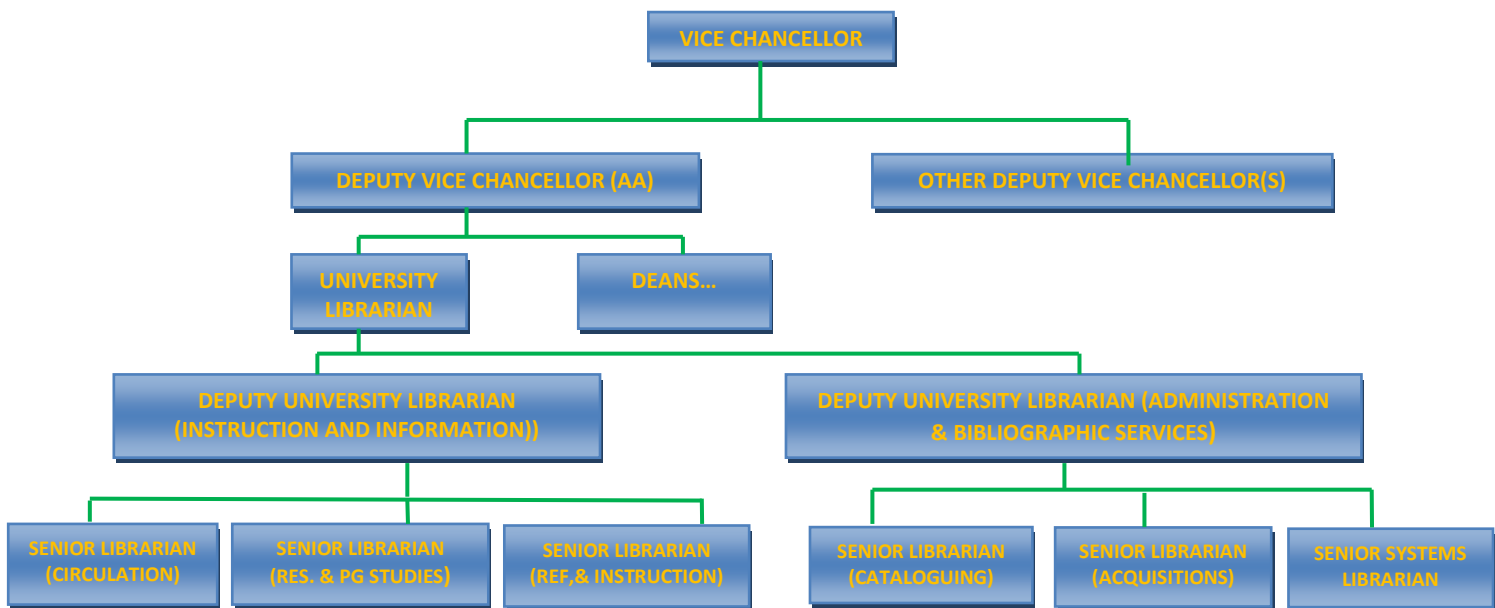 VICE CHANCELLOR
DEPUTY VICE CHANCELLOR (AA)
OTHER DEPUTY VICE CHANCELLOR(S)
UNIVERSITY
LIBRARIAN
DEANS...
DEPUTY UNIVERSITY LIBRARIAN
(INSTRUCTION AND INFORMATION))
DEPUTY UNIVERSITY LIBRARIAN (ADMINISTRATION
& BIBLIOGRAPHIC SERVICES)
SENIOR LIBRARIAN
(CIRCULATION)
SENIOR LIBRARIAN
(RES. & PG STUDIES)
SENIOR LIBRARIAN
(REF,& INSTRUCTION)
SENIOR LIBRARIAN
(CATALOGUING)
SENIOR LIBRARIAN
(ACQUISITIONS)
SENIOR SYSTEMS
LIBRARIAN